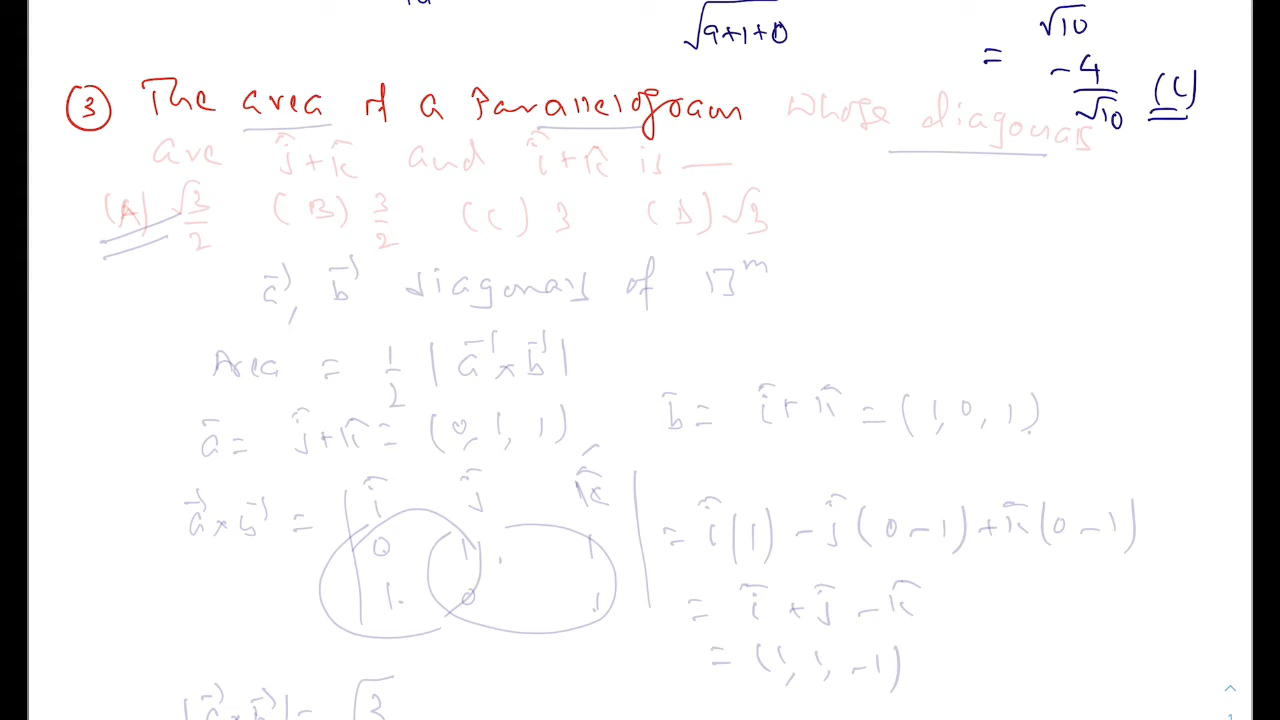 √(9+1+0)
= √10
-4/√10 (C)
③ The area of a Parallelogram whose diagonals
are ĵ+k̂ and î+k̂ is —
(A) √3/2 (B) 3/2 (C) 3 (D) √3
a⃗, b⃗ diagonals of
Area = 1/2 |a⃗×b⃗|
a̅ = ĵ+k̂ = (0, 1, 1) b̅ = î+k̂ = (1, 0, 1)
a⃗×b⃗ = | î ĵ k̂ |
0 1 1 = î(1) - ĵ(0-1) + k̂(0-1)
1 0 1 = î + ĵ - k̂
= (1, 1, -1)
|a⃗×b⃗| = √3